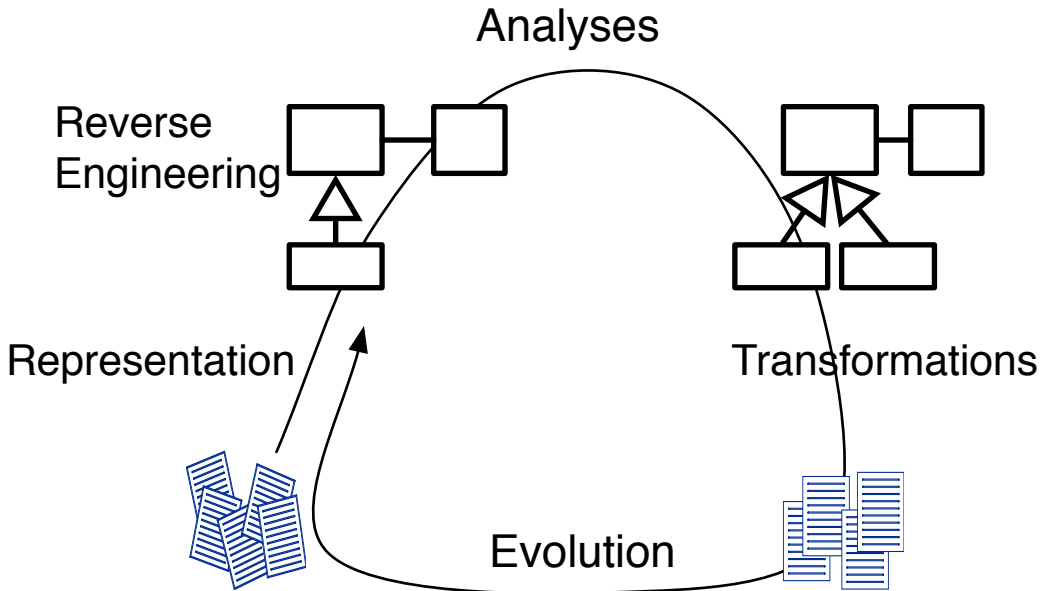 Analyses
Reverse
Engineering
Representation
Transformations
Evolution